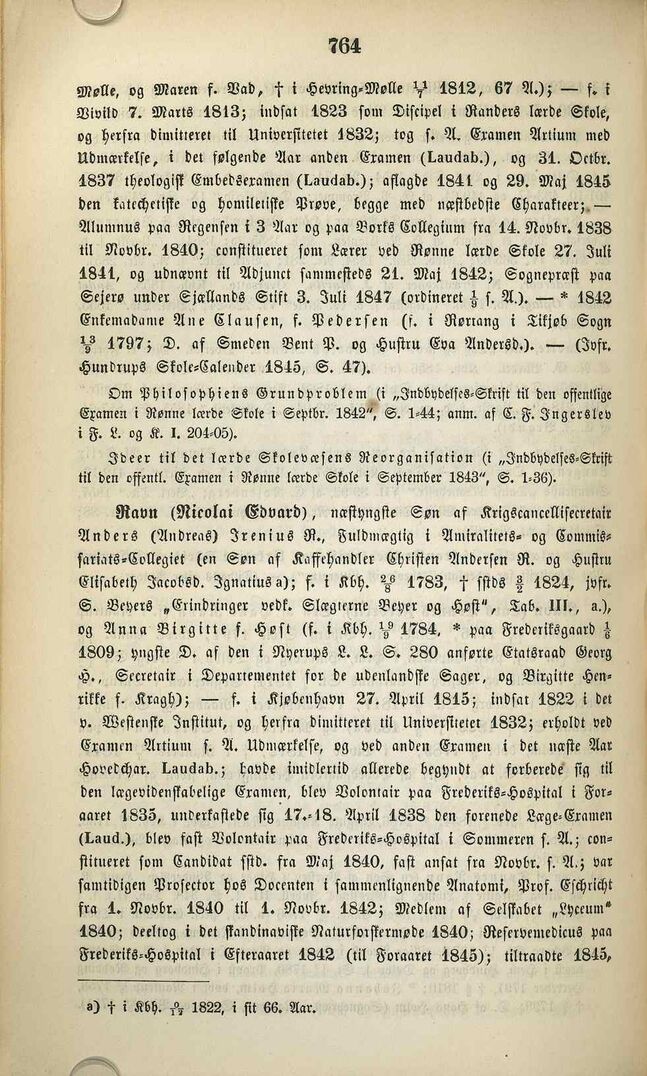 764
Mølle, og Maren f. Vad, † i Hevring-Mølle 11/7 1812, 67 A.); — f. i
Vivild 7. Marts 1813; indsat 1823 som Discipel i Randers lærde Skole,
og herfra dimitteret til Universitetet 1832; tog s. A. Examen Artium med
Udmærkelse, i det følgende Aar anden Examen (Laudab.), og 31. Octbr.
1837 theologisk Embedsexamen (Laudab.); aflagde 1841 og 29. Maj 1845
den katechetiske og homiletiske Prøve, begge med næstbedste Charakteer; —
Alumnus paa Regensen i 3 Aar og paa Borks Collegium fra 14. Novbr. 1838
til Novbr. 1840; constitueret som Lærer ved Rønne lærde Skole 27. Juli
1841, og udnævnt til Adjunct sammesteds 21. Maj 1842; Sognepræst paa
Sejerø under Sjællands Stift 3. Juli 1847 (ordineret 1/9 s. A.). — * 1842
Enkemadame Ane Clausen, f. Pedersen (f. i Rørtang i Tikjøb Sogn
13/9 1797; D. af Smeden Bent P. og Hustru Eva Andersd.). — (Jvfr.
Hundrups Skole-Calender 1845, S. 47).
Om Philosophiens Grundproblem (i „Indbydelses-Skrift til den offentlige
Examen i Rønne lærde Skole i Septbr. 1842", S. 1-44; anm. af C. F. Ingerslev
i F. L. og K. I. 204-05).
Ideer til det lærde Skolevæsens Reorganisation (i „Indbydelses-Skrift
til den offentl. Examen i Rønne lærde Skole i September 1843", S. 1-36).
Ravn (Nicolai Edvard), næstyngste Søn af Krigscancellisecretair
Anders (Andreas) Irenius R., Fuldmægtig i Amiralitets- og Commis-
sariats-Collegiet (en Søn af Kaffehandler Christen Andersen R. og Hustru
Elisabeth Jacobsd. Ignatius a); f. i Kbh. 26/8 1783, † sstds 3/2 1824, jvfr.
S. Beyers „Erindringer vedk. Slægterne Beyer og Høst", Tab. III., a.),
og Anna Birgitte f. Høst (f. i Kbh. 19/9 1784, * paa Frederiksgaard 1/6
1809; yngste D. af den i Nyerups L. L. S. 280 anførte Etatsraad Georg
H., Secretair i Departementet for de udenlandske Sager, og Birgitte Hen-
rikke f. Kragh); — f. i Kjøbenhavn 27. April 1815; indsat 1822 i det
v. Westenske Institut, og herfra dimitteret til Universitetet 1832; erholdt ved
Examen Artium s. A. Udmærkelse, og ved anden Examen i det næste Aar
Hovedchar. Laudab.; havde imidlertid allerede begyndt at forberede sig til
den lægevidenskabelige Examen, blev Volontair paa Frederiks-Hospital i For-
aaret 1835, underkastede sig 17.-18. April 1838 den forenede Læge-Examen
(Laud.), blev fast Volontair paa Frederiks-Hospital i Sommeren s. A.; con-
stitueret som Candidat sstd. fra Maj 1840, fast ansat fra Novbr. s. A.; var
samtidigen Prosector hos Docenten i sammenlignende Anatomi, Prof. Eschricht
fra 1. Novbr. 1840 til 1. Novbr. 1842; Medlem af Selskabet „Lyceum"
1840; deeltog i det skandinaviske Naturforskermøde 1840; Reservemedicus paa
Frederiks-Hospital i Efteraaret 1842 (til Foraaret 1845); tiltraadte 1845,
a) † i Kbh. 1822, i sit 66. Aar.